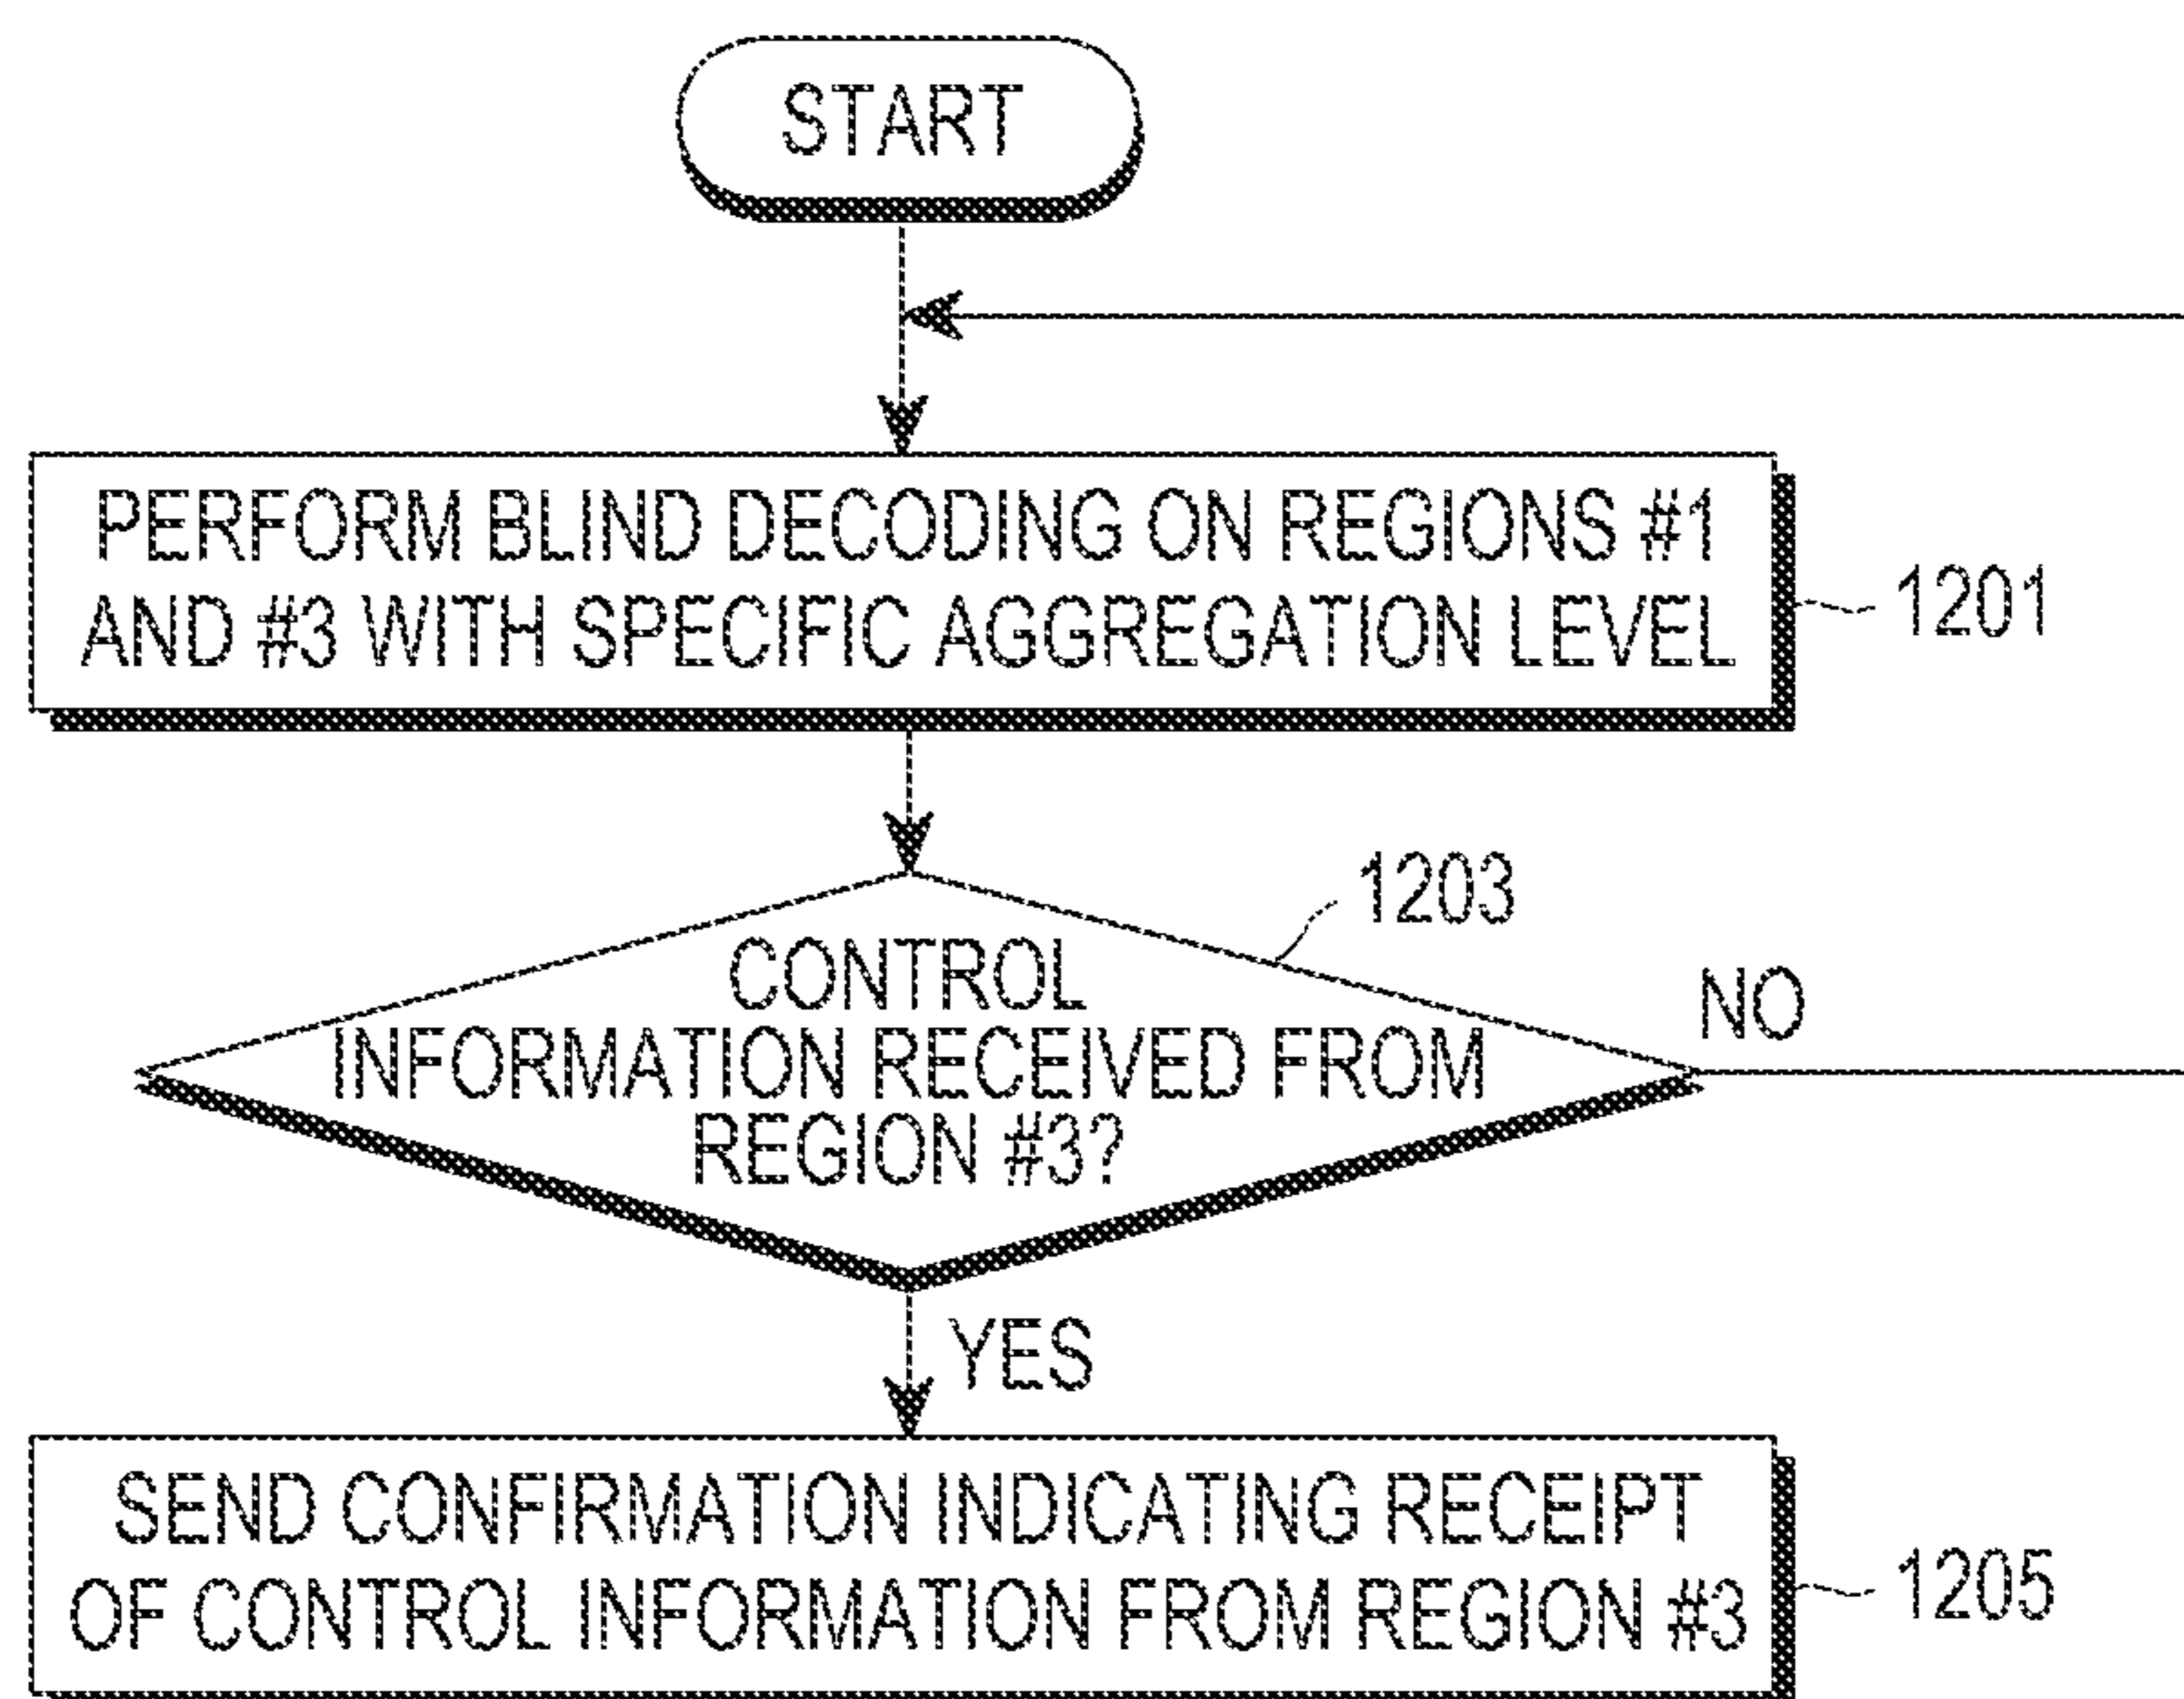 START
PERFORM BLIND DECODING ON REGIONS #1
AND #3 WITH SPECIFIC AGGREGATION LEVEL
1201
1203
CONTROL
INFORMATION RECEIVED FROM
REGION #3?
NO
YES
SEND CONFIRMATION INDICATING RECEIPT
OF CONTROL INFORMATION FROM REGION #3
1205